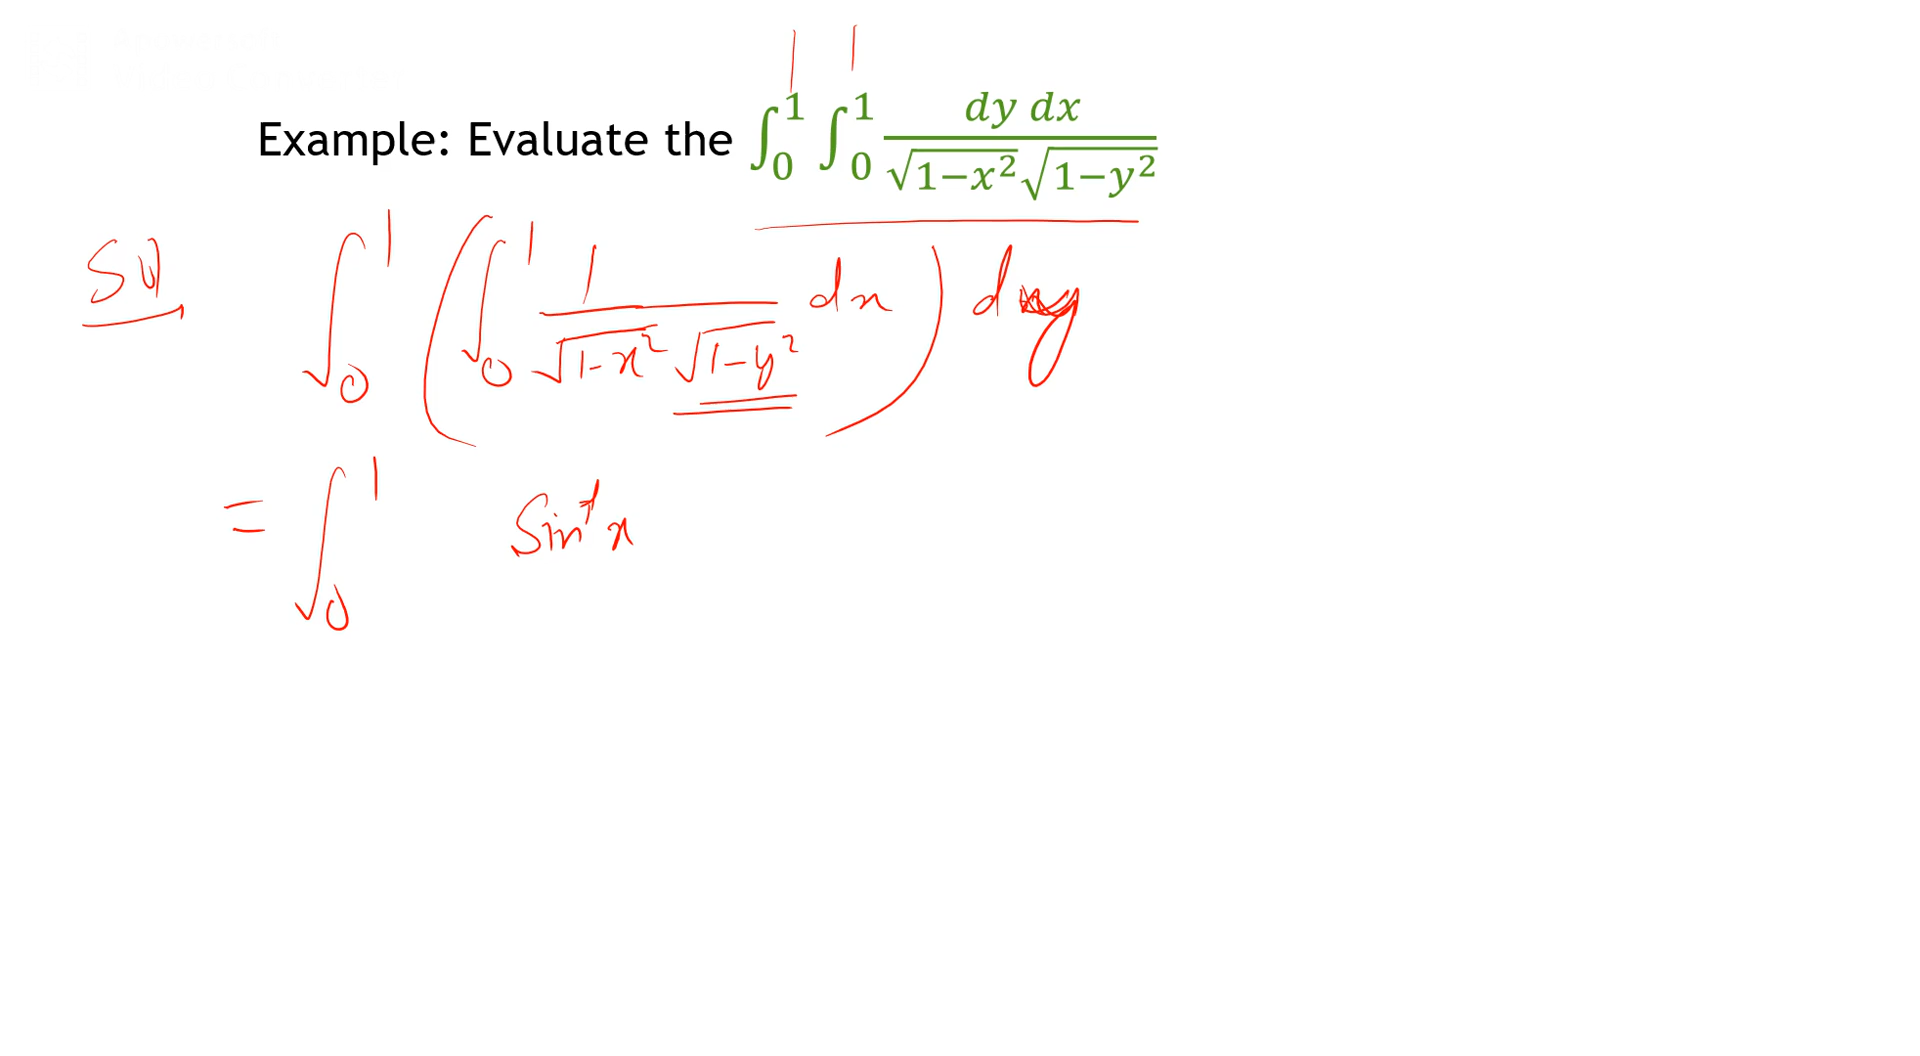 Example: Evaluate the ∫₀¹ ∫₀¹ dy dx / √1−x² √1−y²
Sol ∫₀¹ ( ∫₀¹ 1 / √1-x² √1-y² dx ) dy
= ∫₀¹ Sin⁻¹ x